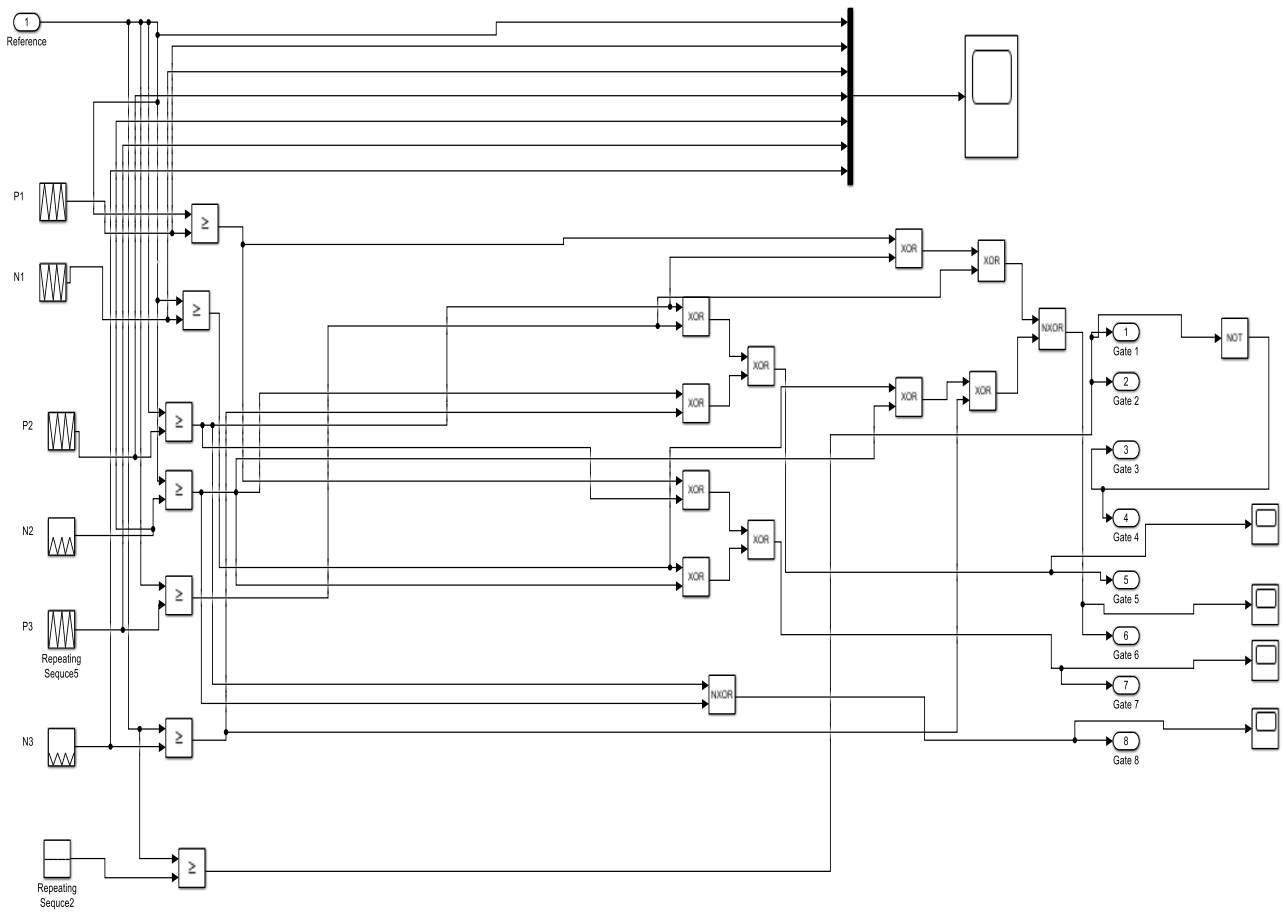 1
Reference
P1
≥
N1
≥
P2
≥
≥
N2
P3
≥
Repeating
Sequce5
N3
≥
Repeating
Sequce2
≥
XOR
XOR
XOR
XOR
XOR
NXOR
XOR
XOR
XOR
XOR
XOR
XOR
NXOR
NOT
1
Gate 1
2
Gate 2
3
Gate 3
4
Gate 4
5
Gate 5
6
Gate 6
7
Gate 7
8
Gate 8